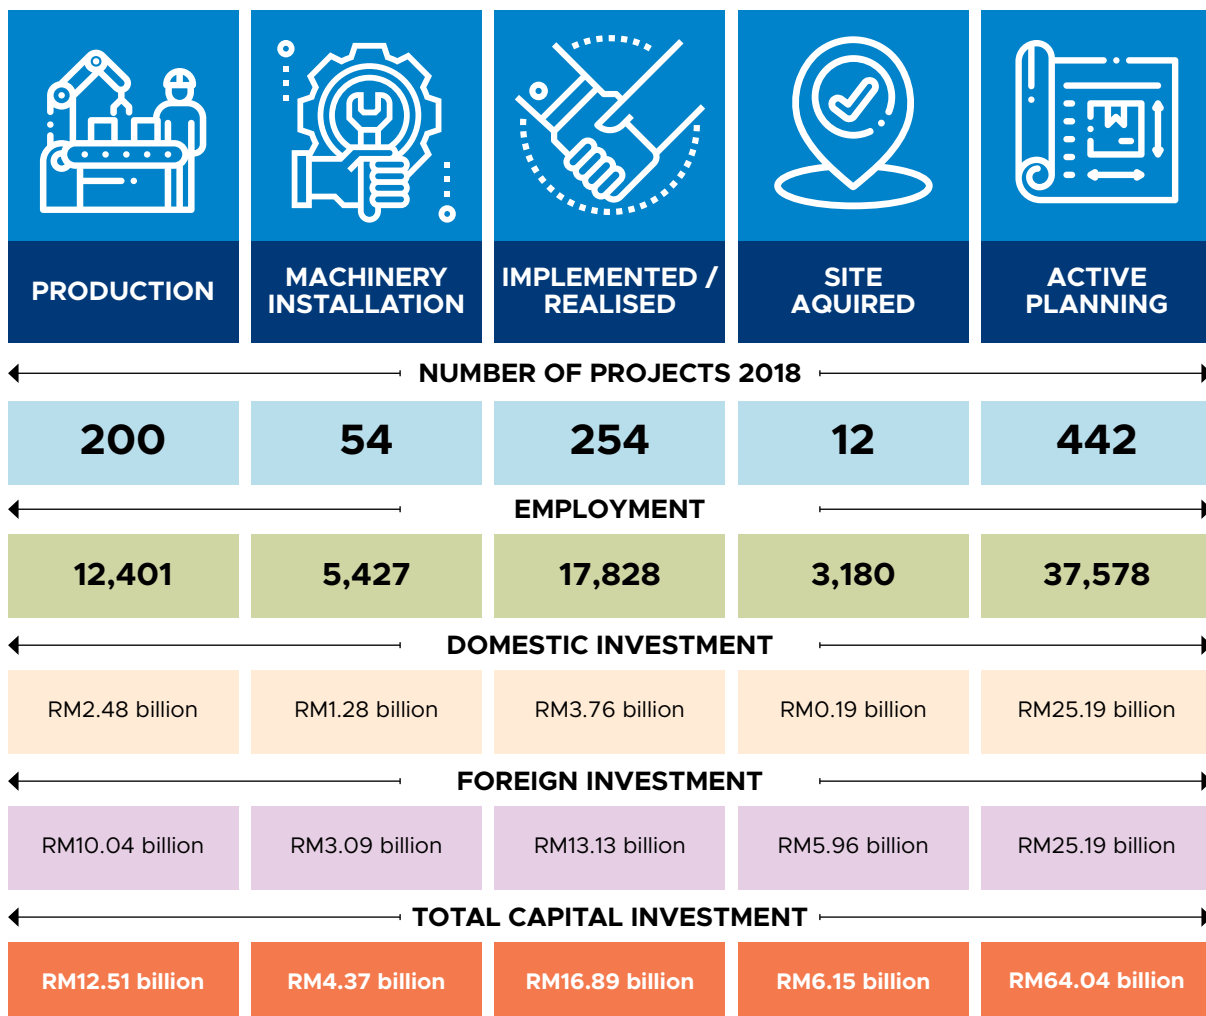 PRODUCTION
MACHINERY
INSTALLATION
IMPLEMENTED /
REALISED
SITE
AQUIRED
ACTIVE
PLANNING
NUMBER OF PROJECTS 2018
200 54 254 12 442
EMPLOYMENT
12,401 5,427 17,828 3,180 37,578
DOMESTIC INVESTMENT
RM2.48 billion RM1.28 billion RM3.76 billion RM0.19 billion RM25.19 billion
FOREIGN INVESTMENT
RM10.04 billion RM3.09 billion RM13.13 billion RM5.96 billion RM25.19 billion
TOTAL CAPITAL INVESTMENT
RM12.51 billion RM4.37 billion RM16.89 billion RM6.15 billion RM64.04 billion